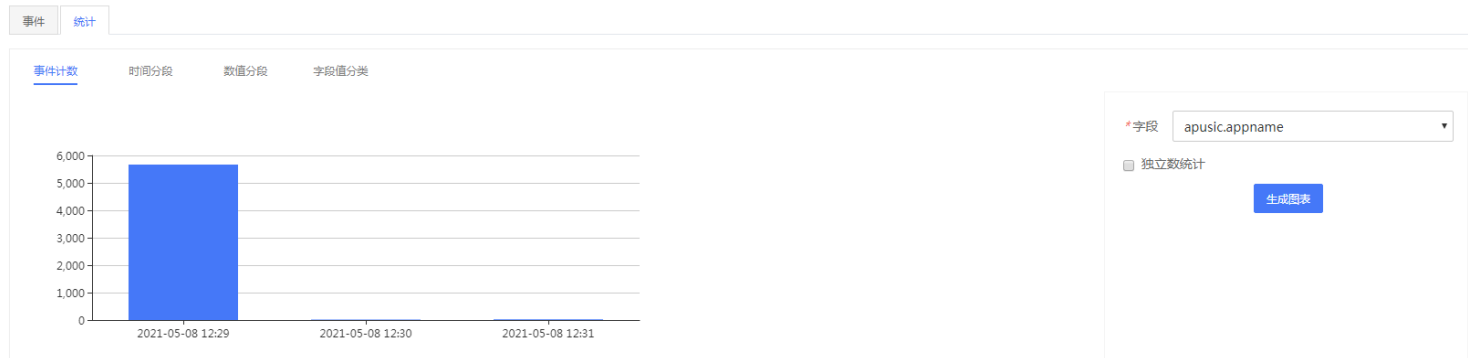 事件 统计
事件计数 时间分段 数值分段 字段值分类
*字段 apusic.appname
独立数统计
生成图表
6,000
5,000
4,000
3,000
2,000
1,000
0
2021-05-08 12:29 2021-05-08 12:30 2021-05-08 12:31